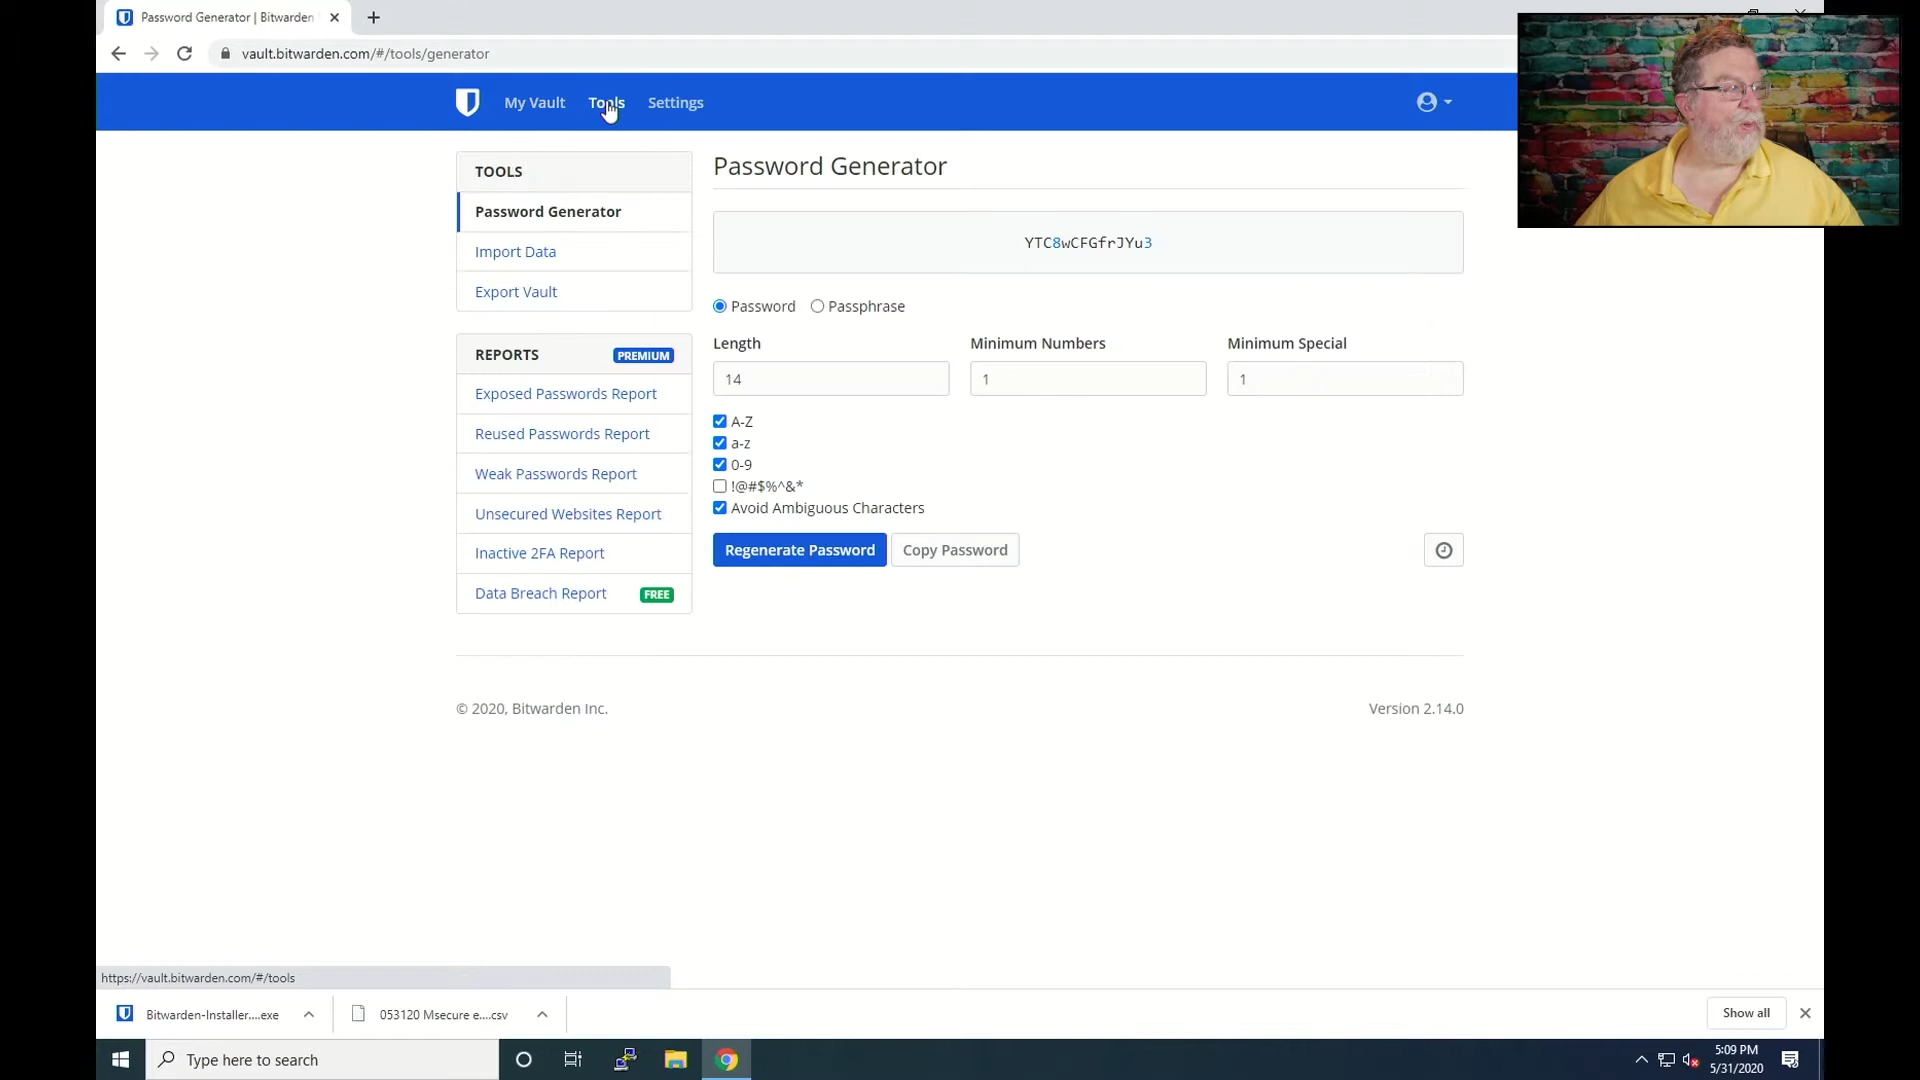 Password Generator | Bitwarden
vault.bitwarden.com/#/tools/generator
My Vault
Tools
Settings
TOOLS
Password Generator
Import Data
Export Vault
REPORTS
PREMIUM
Exposed Passwords Report
Reused Passwords Report
Weak Passwords Report
Unsecured Websites Report
Inactive 2FA Report
Data Breach Report
FREE
Password Generator
YTC8wCFGfrJYu3
Password
Passphrase
Length
Minimum Numbers
Minimum Special
14
1
1
A-Z
a-z
0-9
!@#$%^&*
Avoid Ambiguous Characters
Regenerate Password
Copy Password
© 2020, Bitwarden Inc.
Version 2.14.0
https://vault.bitwarden.com/#/tools
Bitwarden-Installer....exe
053120 Msecure e....csv
Show all
Type here to search
5:09 PM
5/31/2020